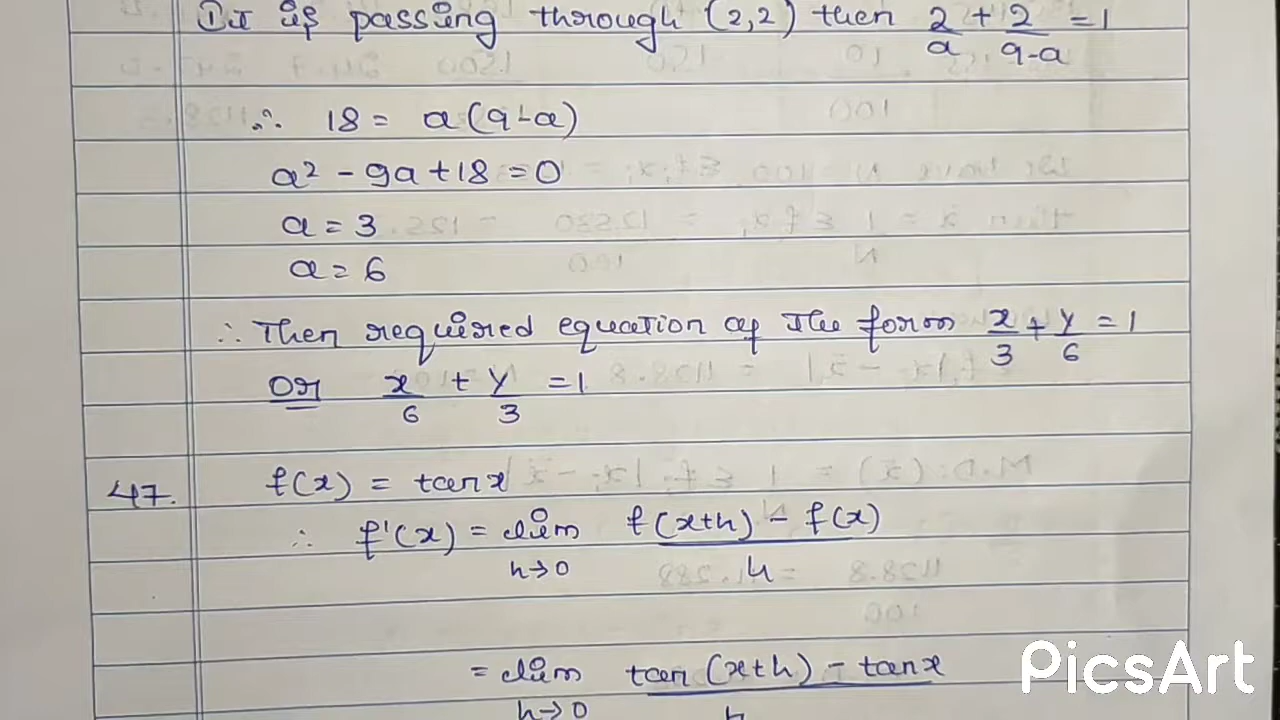 It is passing through (2,2) then 2/a + 2/9-a = 1
∴ 18 = a(9-a)
a² - 9a + 18 = 0
a = 3
a = 6
∴ Then required equation of the form x/3 + y/6 = 1
Or x/6 + y/3 = 1
47. f(x) = tanx
∴ f'(x) = lim h→0 f(x+h) - f(x) / h
= lim h→0 tan(x+h) - tanx / h
PicsArt